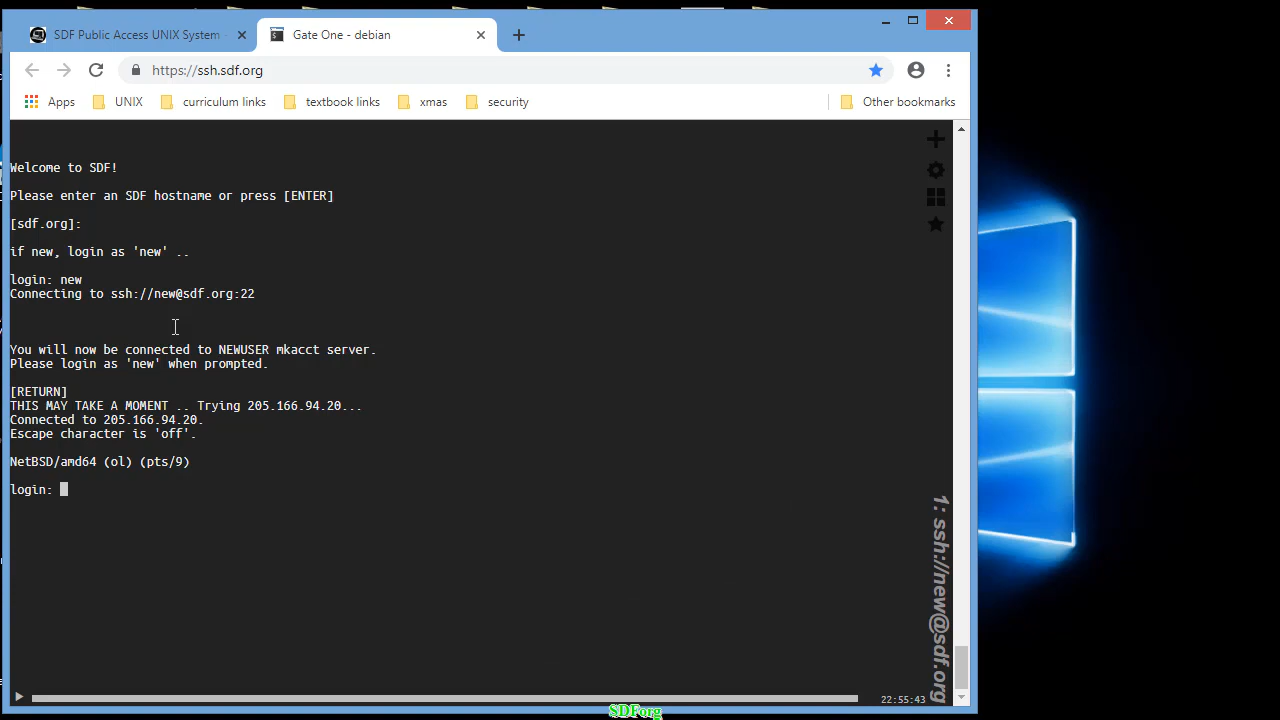 SDF Public Access UNIX System -
Gate One - debian
https://ssh.sdf.org
Apps
UNIX
curriculum links
textbook links
xmas
security
Other bookmarks
Welcome to SDF!
Please enter an SDF hostname or press [ENTER]
[sdf.org]:
if new, login as 'new' ..
login: new
Connecting to ssh://new@sdf.org:22
You will now be connected to NEWUSER mkacct server.
Please login as 'new' when prompted.
[RETURN]
THIS MAY TAKE A MOMENT .. Trying 205.166.94.20...
Connected to 205.166.94.20.
Escape character is 'off'.
NetBSD/amd64 (ol) (pts/9)
login:
1: ssh://new@sdf.org
22:55:43
SDForg